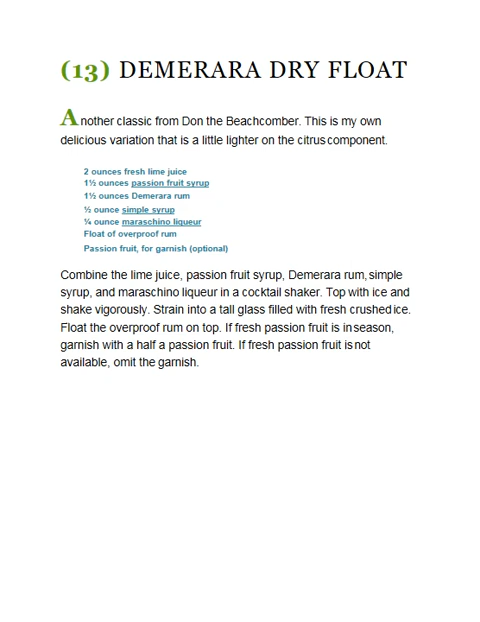 (13) DEMERARA DRY FLOAT
Another classic from Don the Beachcomber. This is my own
delicious variation that is a little lighter on the citrus component.
2 ounces fresh lime juice
1½ ounces passion fruit syrup
1½ ounces Demerara rum
½ ounce simple syrup
¼ ounce maraschino liqueur
Float of overproof rum
Passion fruit, for garnish (optional)
Combine the lime juice, passion fruit syrup, Demerara rum, simple
syrup, and maraschino liqueur in a cocktail shaker. Top with ice and
shake vigorously. Strain into a tall glass filled with fresh crushed ice.
Float the overproof rum on top. If fresh passion fruit is in season,
garnish with a half a passion fruit. If fresh passion fruit is not
available, omit the garnish.